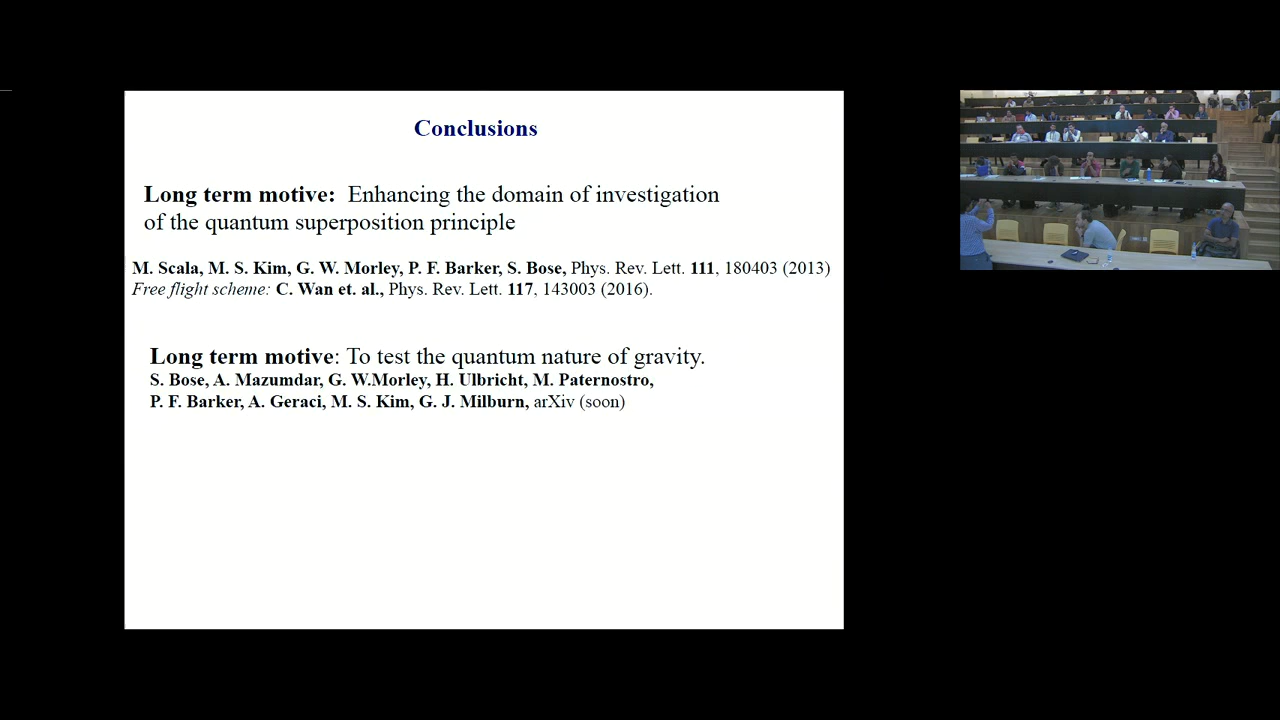 Conclusions
Long term motive: Enhancing the domain of investigation
of the quantum superposition principle
M. Scala, M. S. Kim, G. W. Morley, P. F. Barker, S. Bose, Phys. Rev. Lett. 111, 180403 (2013)
Free flight scheme: C. Wan et. al., Phys. Rev. Lett. 117, 143003 (2016).
Long term motive: To test the quantum nature of gravity.
S. Bose, A. Mazumdar, G. W.Morley, H. Ulbricht, M. Paternostro,
P. F. Barker, A. Geraci, M. S. Kim, G. J. Milburn, arXiv (soon)